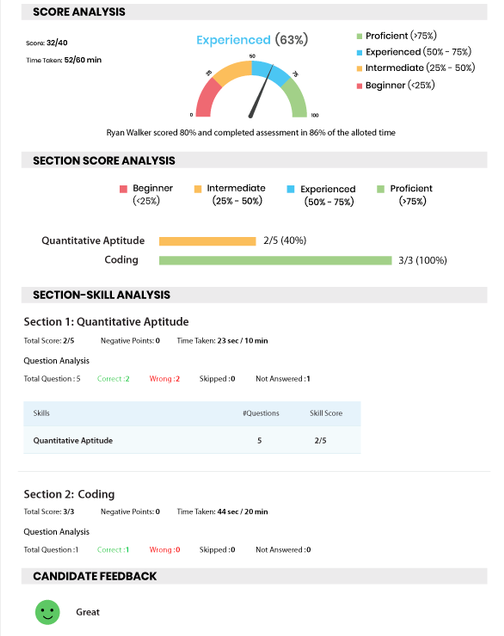 SCORE ANALYSIS
Score: 32/40
Time Taken: 52/60 min
Experienced (63%)
0
25
50
75
100
Proficient (>75%)
Experienced (50% - 75%)
Intermediate (25% - 50%)
Beginner (<25%)
Ryan Walker scored 80% and completed assessment in 86% of the alloted time
SECTION SCORE ANALYSIS
Beginner (<25%)
Intermediate (25% - 50%)
Experienced (50% - 75%)
Proficient (>75%)
Quantitative Aptitude 2/5 (40%)
Coding 3/3 (100%)
SECTION-SKILL ANALYSIS
Section 1: Quantitative Aptitude
Total Score: 2/5 Negative Points: 0 Time Taken: 23 sec / 10 min
Question Analysis
Total Question : 5 Correct :2 Wrong :2 Skipped :0 Not Answered :1
Skills #Questions Skill Score
Quantitative Aptitude 5 2/5
Section 2: Coding
Total Score: 3/3 Negative Points: 0 Time Taken: 44 sec / 20 min
Question Analysis
Total Question :1 Correct :1 Wrong :0 Skipped :0 Not Answered :0
CANDIDATE FEEDBACK
Great